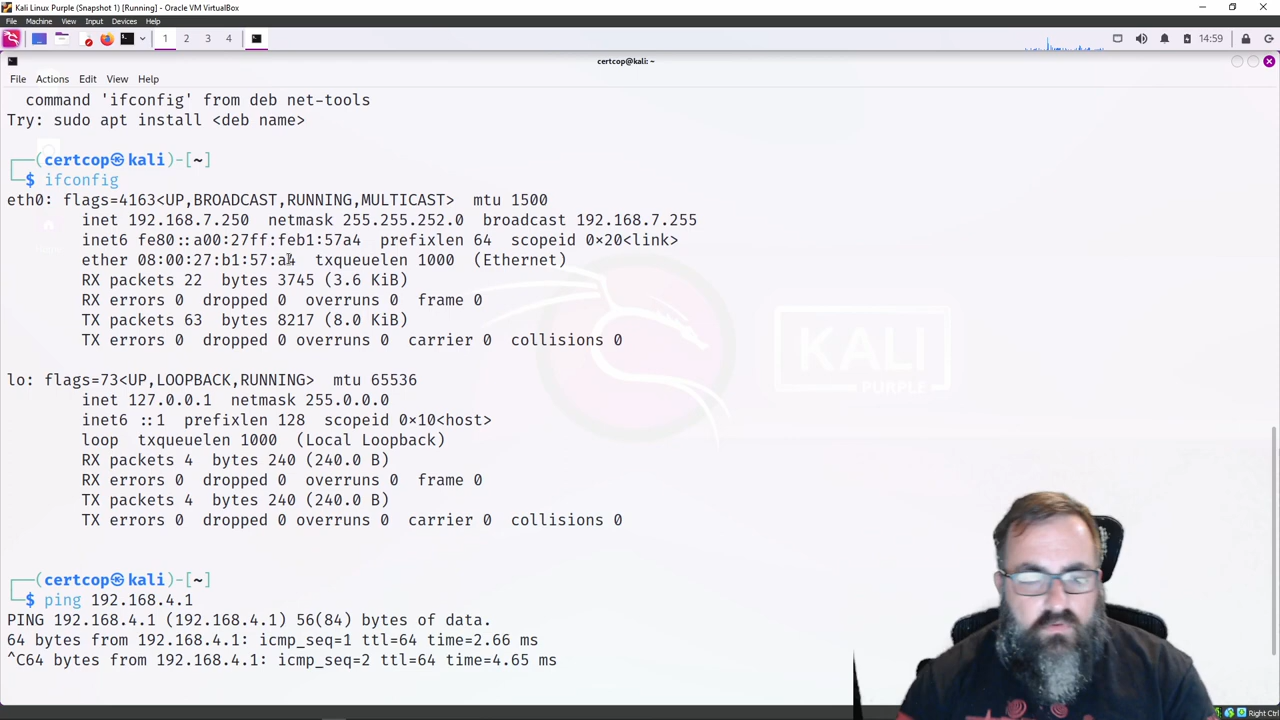 Kali Linux Purple (Snapshot 1) [Running] - Oracle VM VirtualBox
File Machine View Input Devices Help
1 2 3 4 14:59
certcop@kali: ~
File Actions Edit View Help
command 'ifconfig' from deb net-tools
Try: sudo apt install <deb name>
(certcop㉿kali)-[~]
$ ifconfig
eth0: flags=4163<UP,BROADCAST,RUNNING,MULTICAST> mtu 1500
inet 192.168.7.250 netmask 255.255.252.0 broadcast 192.168.7.255
inet6 fe80::a00:27ff:feb1:57a4 prefixlen 64 scopeid 0×20<link>
ether 08:00:27:b1:57:a4 txqueuelen 1000 (Ethernet)
RX packets 22 bytes 3745 (3.6 KiB)
RX errors 0 dropped 0 overruns 0 frame 0
TX packets 63 bytes 8217 (8.0 KiB)
TX errors 0 dropped 0 overruns 0 carrier 0 collisions 0
lo: flags=73<UP,LOOPBACK,RUNNING> mtu 65536
inet 127.0.0.1 netmask 255.0.0.0
inet6 ::1 prefixlen 128 scopeid 0×10<host>
loop txqueuelen 1000 (Local Loopback)
RX packets 4 bytes 240 (240.0 B)
RX errors 0 dropped 0 overruns 0 frame 0
TX packets 4 bytes 240 (240.0 B)
TX errors 0 dropped 0 overruns 0 carrier 0 collisions 0
KALI
PURPLE
(certcop㉿kali)-[~]
$ ping 192.168.4.1
PING 192.168.4.1 (192.168.4.1) 56(84) bytes of data.
64 bytes from 192.168.4.1: icmp_seq=1 ttl=64 time=2.66 ms
^C64 bytes from 192.168.4.1: icmp_seq=2 ttl=64 time=4.65 ms
Right Ctrl